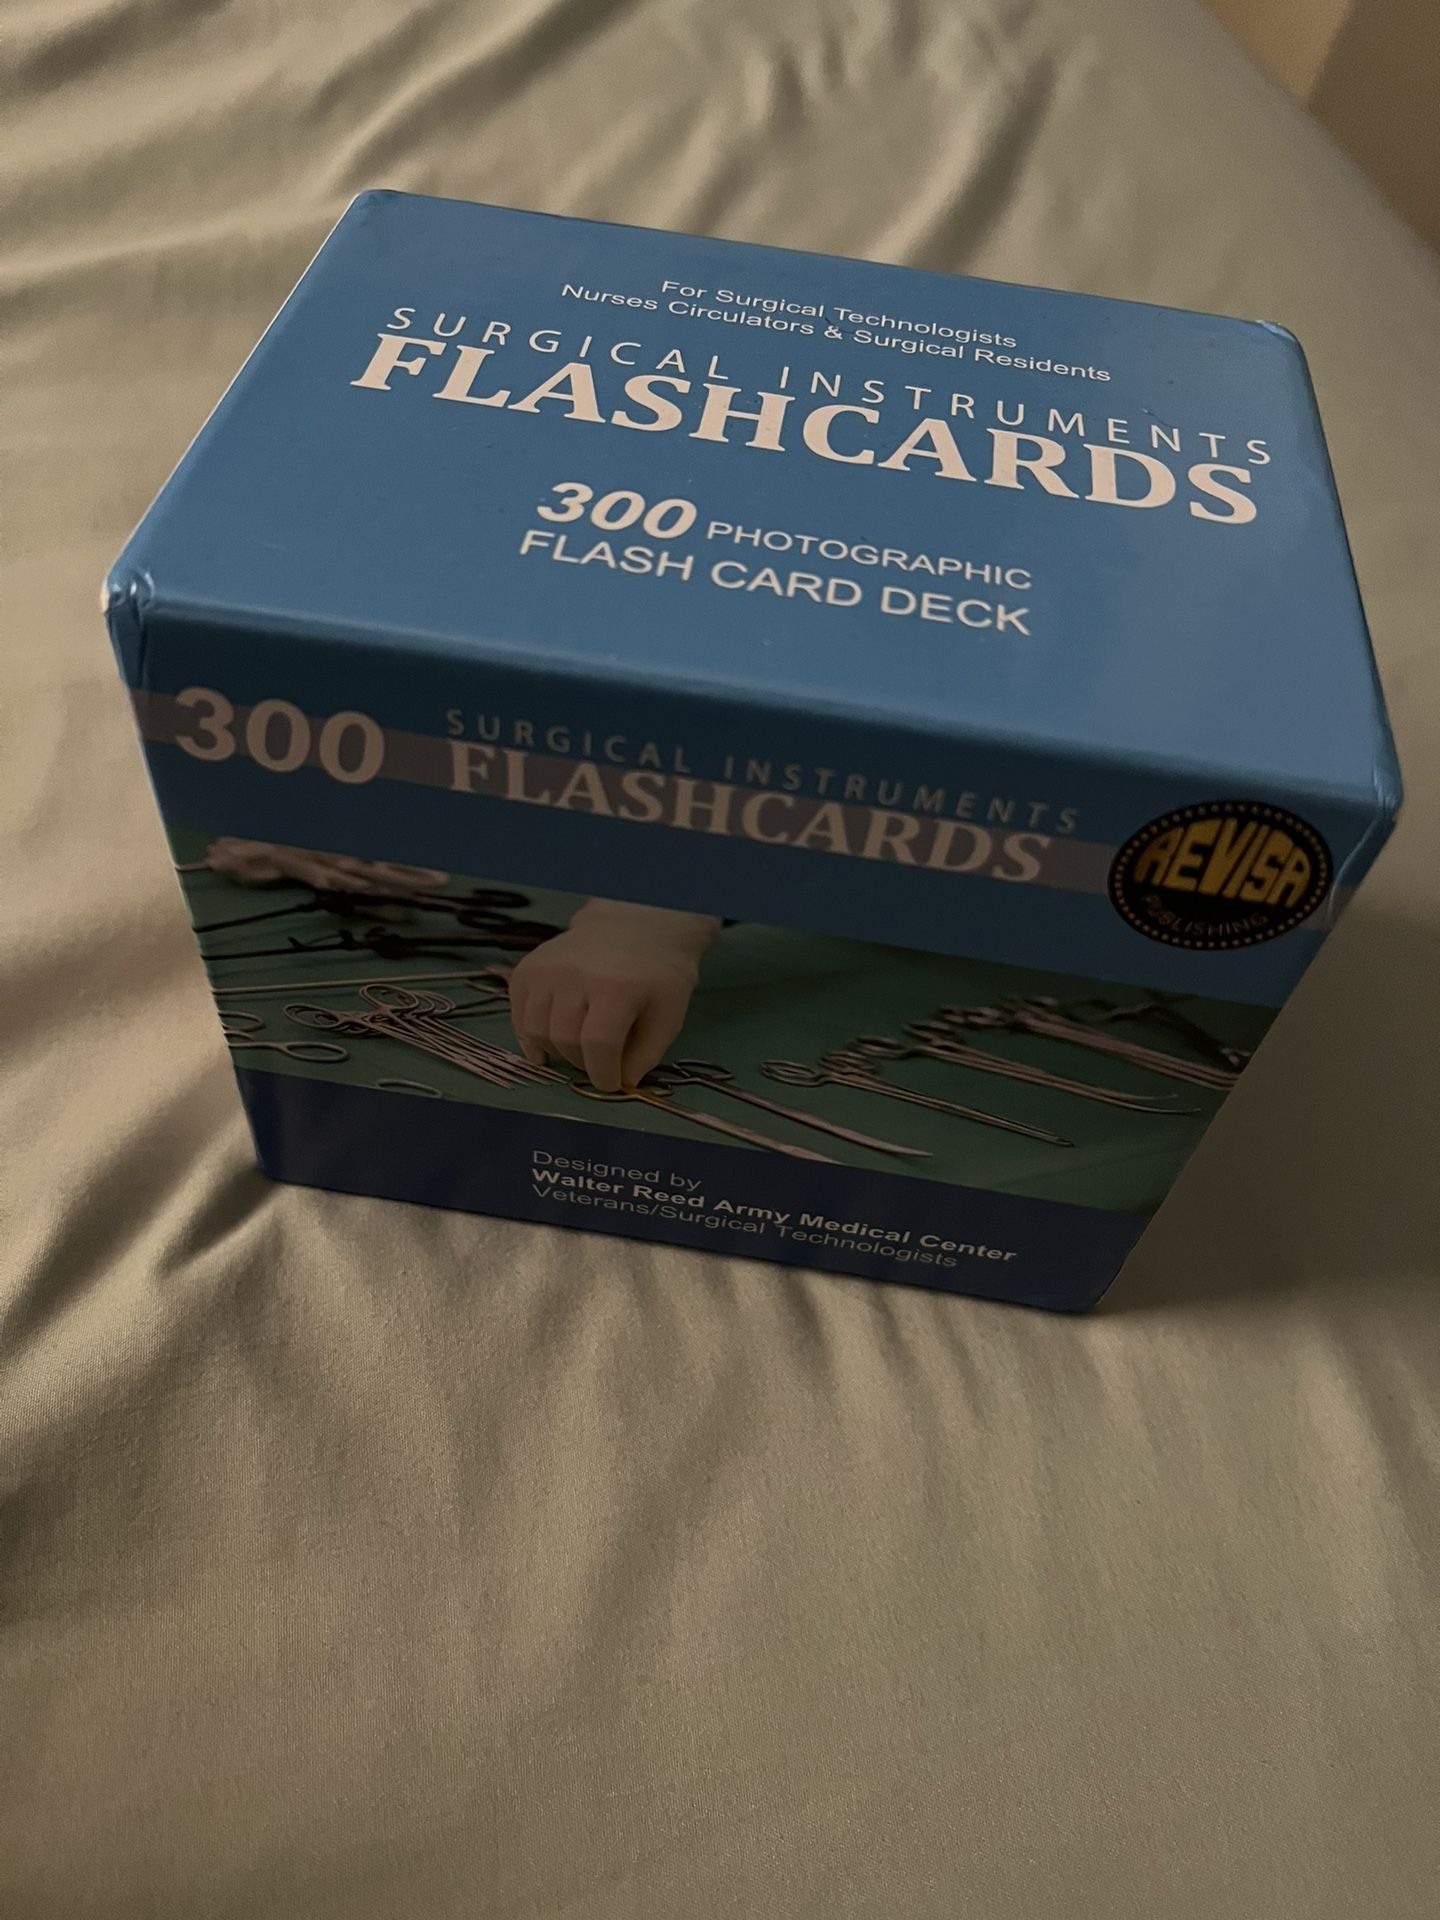 For Surgical Technologists
Nurses Circulators & Surgical Residents
SURGICAL INSTRUMENTS
FLASHCARDS
300 PHOTOGRAPHIC
FLASH CARD DECK
300
SURGICAL INSTRUMENTS
FLASHCARDS
REVISA
PUBLISHING
Designed by
Walter Reed Army Medical Center
Veterans/Surgical Technologists